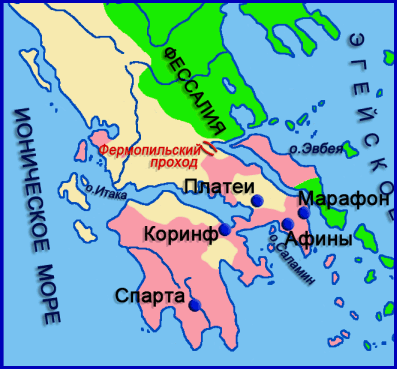 ЭГЕЙСКОЕ
ФЕССАЛИЯ
ИОНИЧЕСКОЕ МОРЕ
Фермопильский
проход
о.Эвбея
о.Итака
Платеи
Марафон
Коринф
Афины
о.Саламин
Спарта